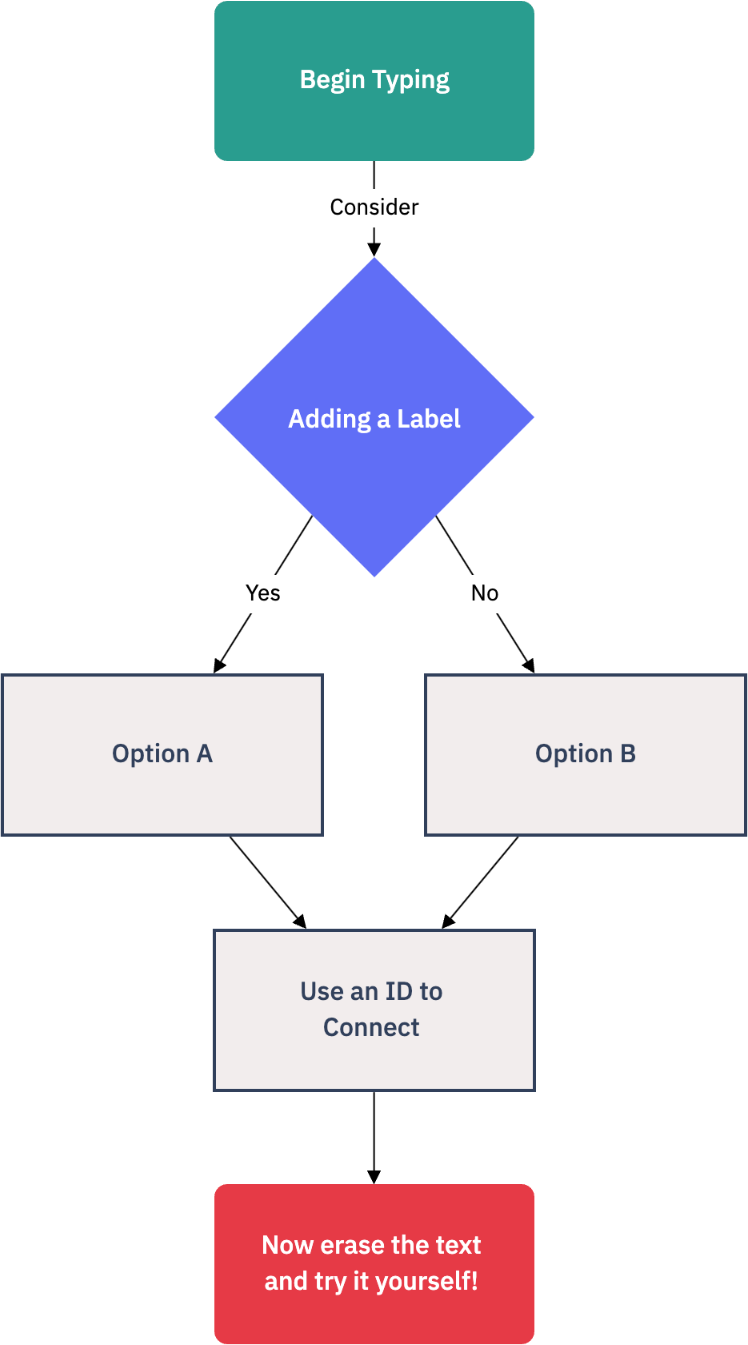 Begin Typing
Consider
Adding a Label
Yes
No
Option A
Option B
Use an ID to
Connect
Now erase the text
and try it yourself!